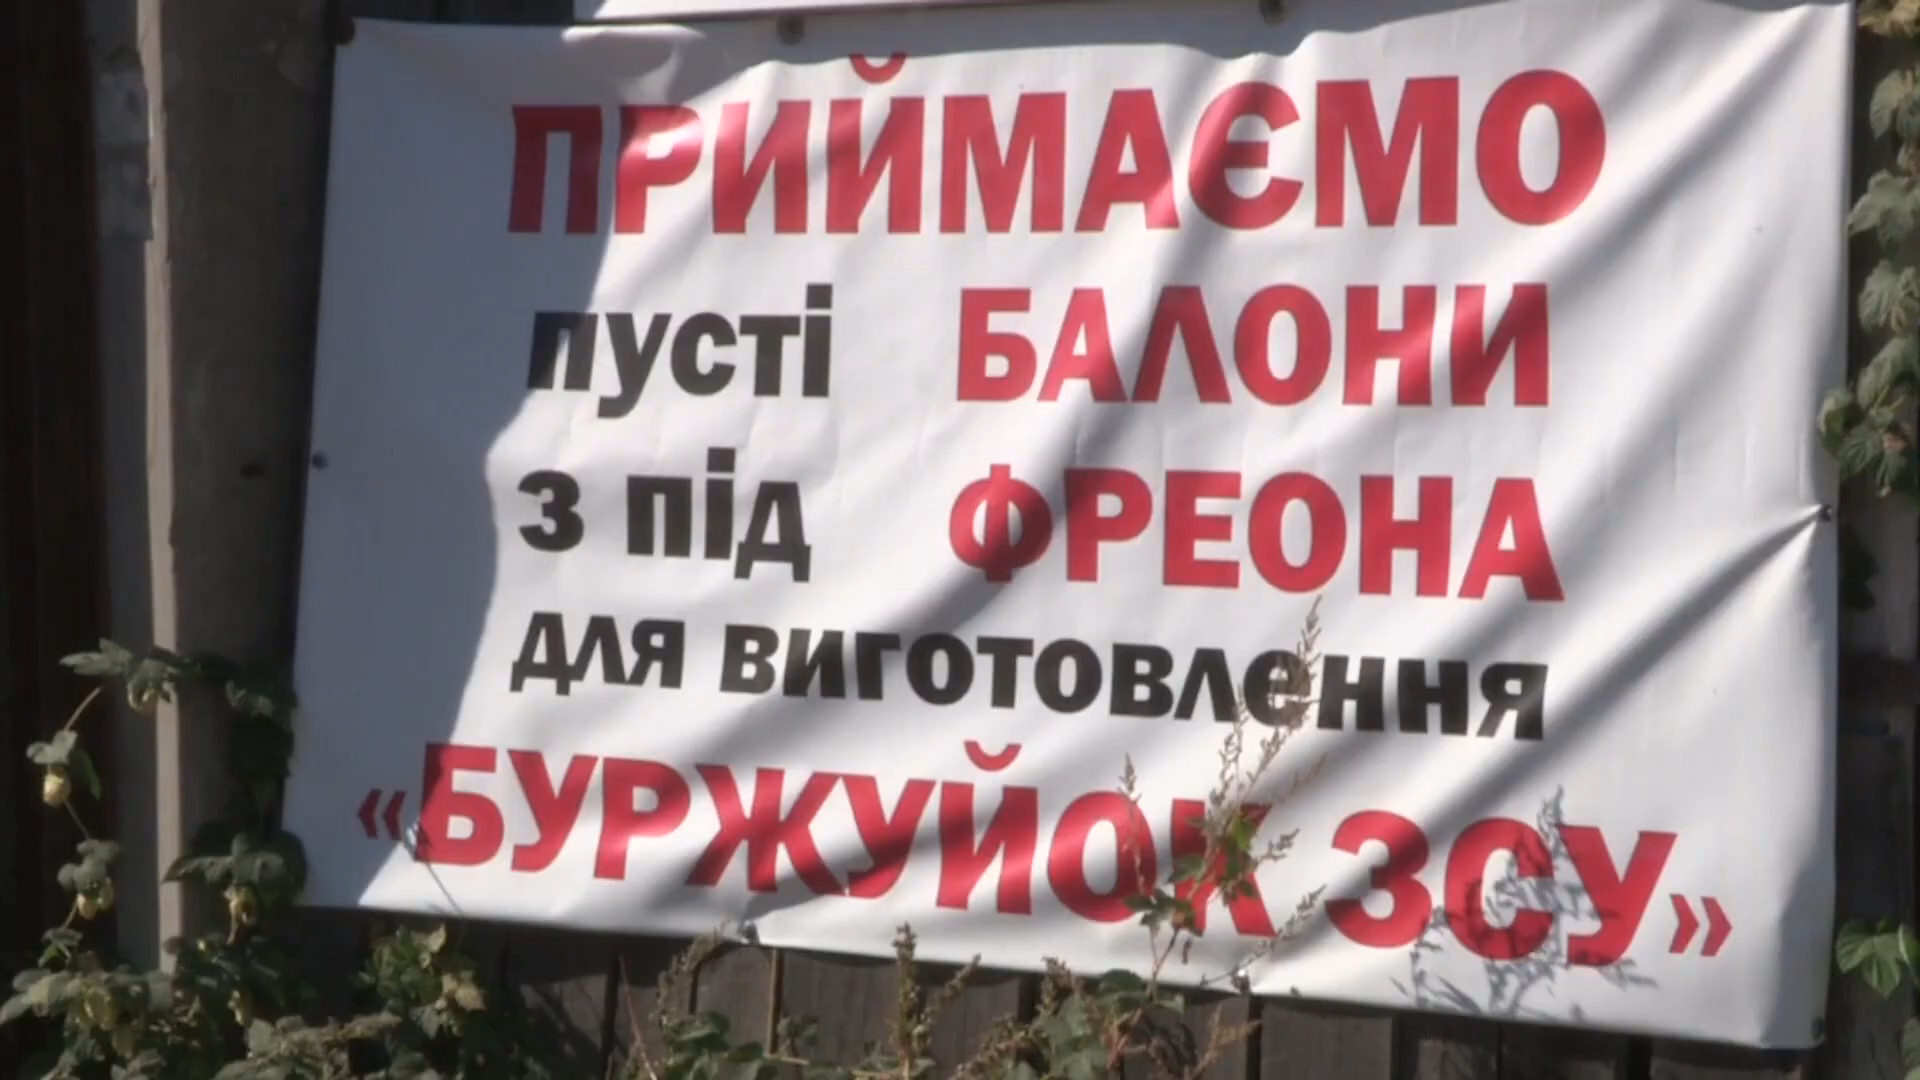 ПРИЙМАЄМО
пусті БАЛОНИ
з під ФРЕОНА
для виготовлення
«БУРЖУЙОК ЗСУ»